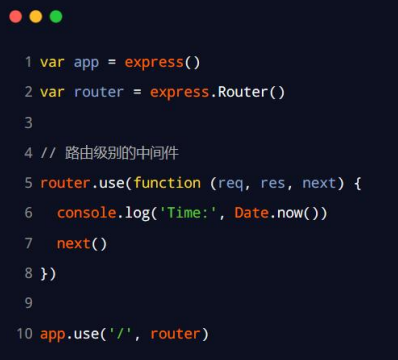 1 var app = express()
2 var router = express.Router()
3
4 // 路由级别的中间件
5 router.use(function (req, res, next) {
6   console.log('Time:', Date.now())
7   next()
8 })
9
10 app.use('/', router)